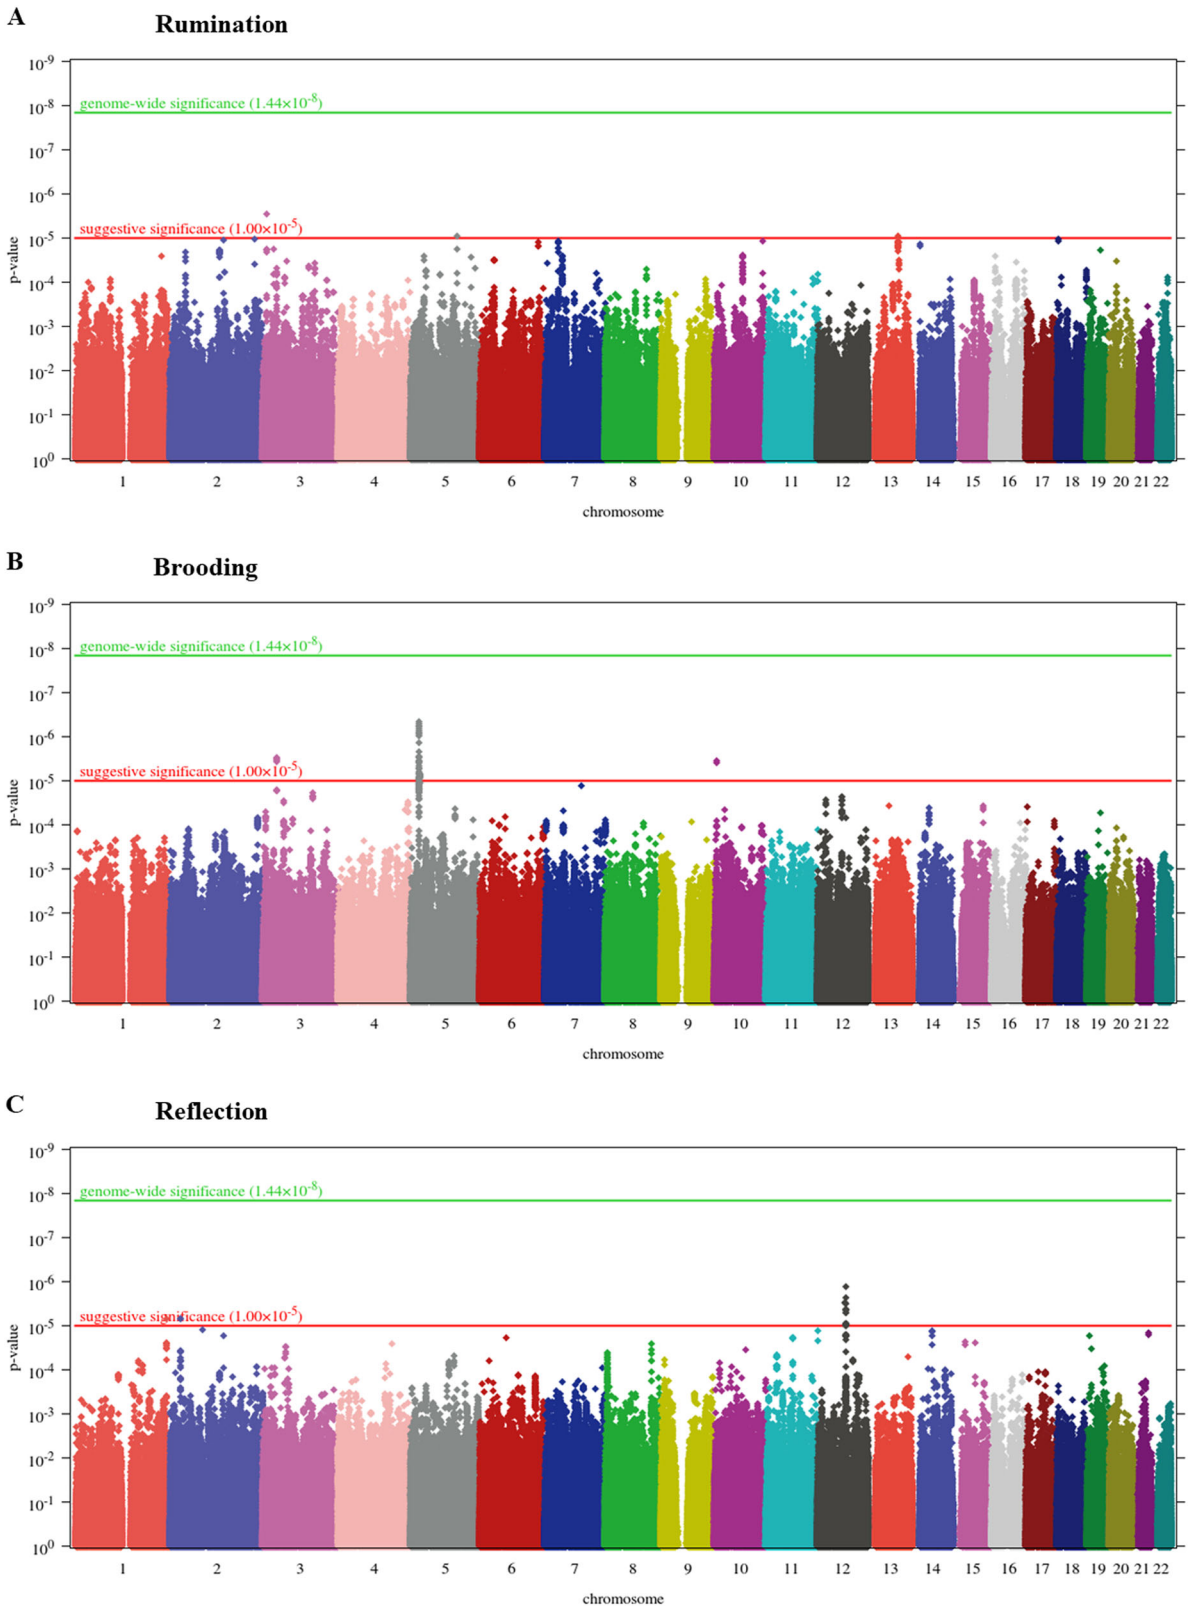 A
Rumination
10-9
genome-wide significance (1.44×10-8)
10-8
10-7
10-6
suggestive significance (1.00×10-5)
10-5
p-value
10-4
10-3
10-2
10-1
100
1 2 3 4 5 6 7 8 9 10 11 12 13 14 15 16 17 18 19 20 21 22
chromosome
B
Brooding
10-9
genome-wide significance (1.44×10-8)
10-8
10-7
10-6
suggestive significance (1.00×10-5)
10-5
p-value
10-4
10-3
10-2
10-1
100
1 2 3 4 5 6 7 8 9 10 11 12 13 14 15 16 17 18 19 20 21 22
chromosome
C
Reflection
10-9
genome-wide significance (1.44×10-8)
10-8
10-7
10-6
suggestive significance (1.00×10-5)
10-5
p-value
10-4
10-3
10-2
10-1
100
1 2 3 4 5 6 7 8 9 10 11 12 13 14 15 16 17 18 19 20 21 22
chromosome